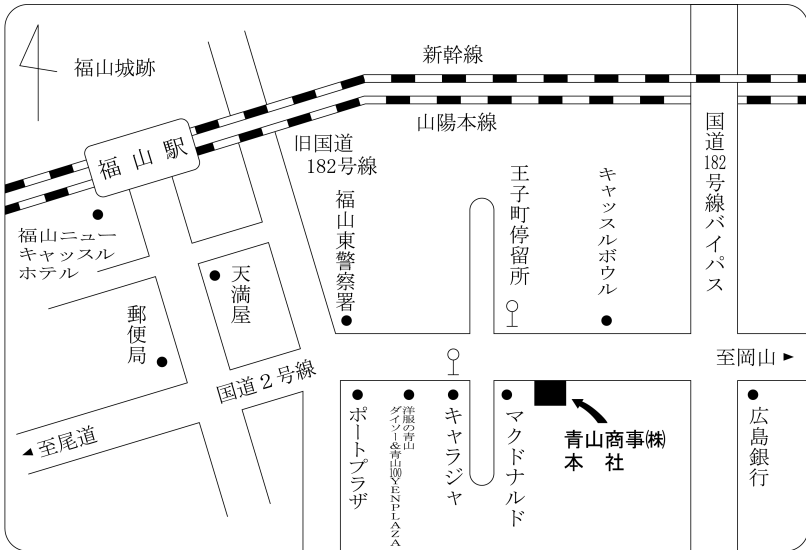 福山城跡
新幹線
山陽本線
福山駅
旧国道
182号線
国道182号線バイパス
福山ニュー
キャッスル
ホテル
天満屋
郵便局
福山東警察署
王子町停留所
キャッスルボウル
至岡山
国道2号線
至尾道
ポートプラザ
洋服の青山
ダイソー&青山100YENPLAZA
キャラジャ
マクドナルド
青山商事㈱
本社
広島銀行